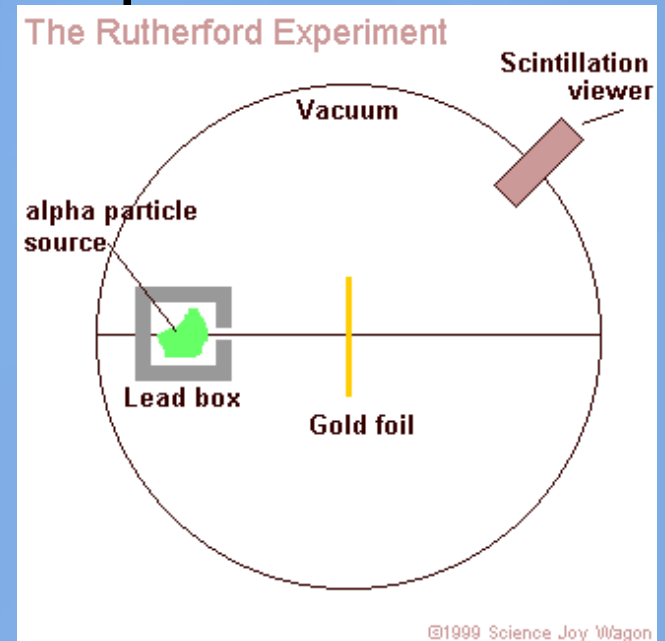 The Rutherford Experiment
Scintillation
viewer
Vacuum
alpha particle
source
Lead box
Gold foil
©1999 Science Joy Wagon